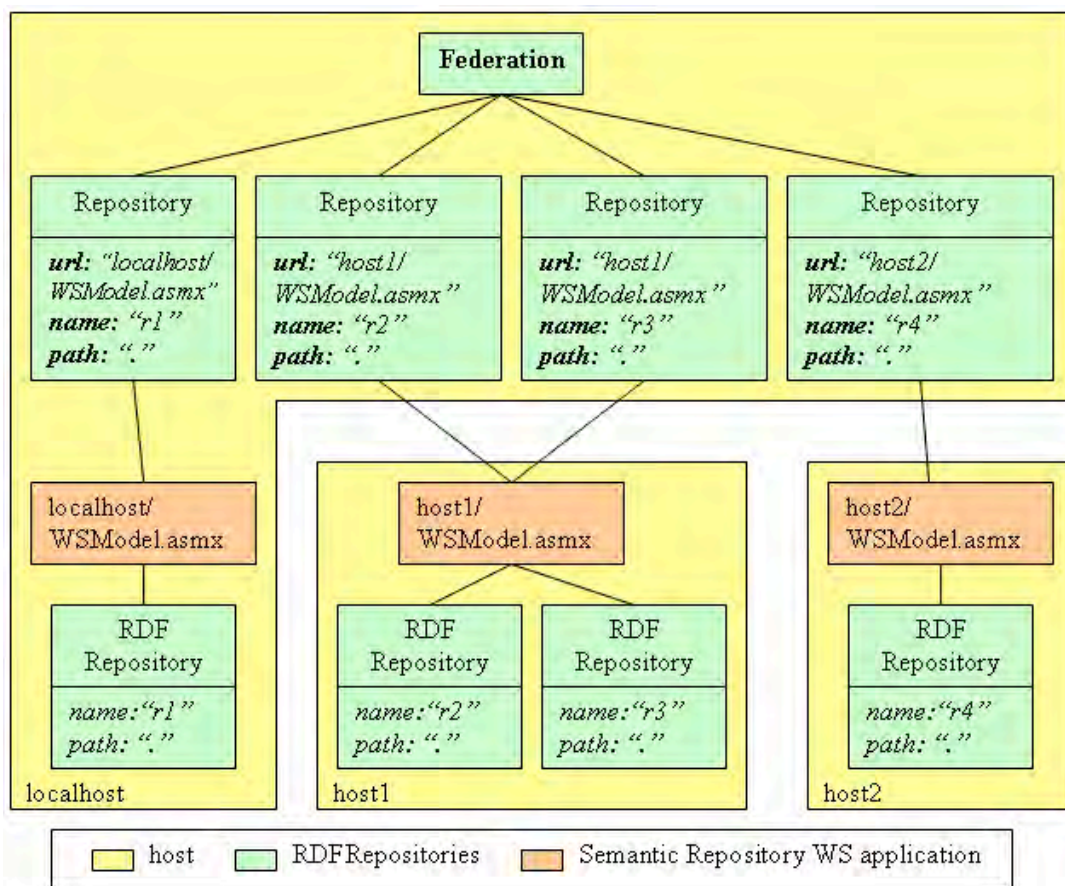 Federation
Repository
url: “localhost/
WSModel.asmx”
name: “r1”
path: “.”
Repository
url: “host1/
WSModel.asmx”
name: “r2”
path: “.”
Repository
url: “host1/
WSModel.asmx”
name: “r3”
path: “.”
Repository
url: “host2/
WSModel.asmx”
name: “r4”
path: “.”
localhost/
WSModel.asmx
host1/
WSModel.asmx
host2/
WSModel.asmx
RDF
Repository
name:“r1”
path: “.”
RDF
Repository
name:“r2”
path: “.”
RDF
Repository
name:“r3”
path: “.”
RDF
Repository
name:“r4”
path: “.”
localhost
host1
host2
host
RDFRepositories
Semantic Repository WS application